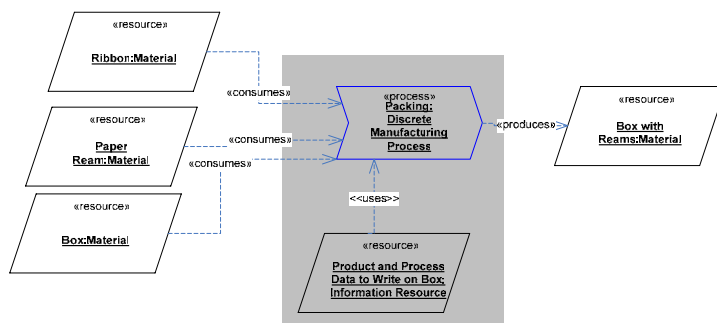 «resource»
Ribbon:Material
«consumes»
«process»
Packing:
Discrete
Manufacturing
Process
«resource»
Paper
Ream:Material
«consumes»
«consumes»
«produces»
«resource»
Box with
Reams:Material
«resource»
Box:Material
<<uses>>
«resource»
Product and Process
Data to Write on Box:
Information Resource